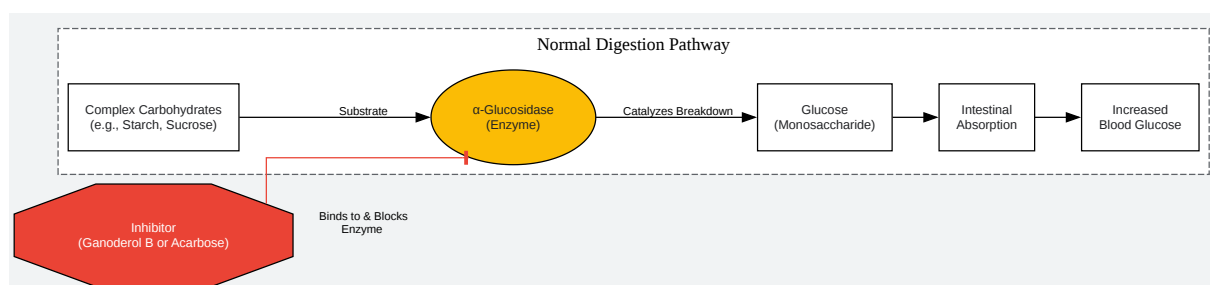 Normal Digestion Pathway
Complex Carbohydrates
(e.g., Starch, Sucrose)
Substrate
α-Glucosidase
(Enzyme)
Catalyzes Breakdown
Glucose
(Monosaccharide)
Intestinal
Absorption
Increased
Blood Glucose
Inhibitor
(Ganoderol B or Acarbose)
Binds to & Blocks
Enzyme